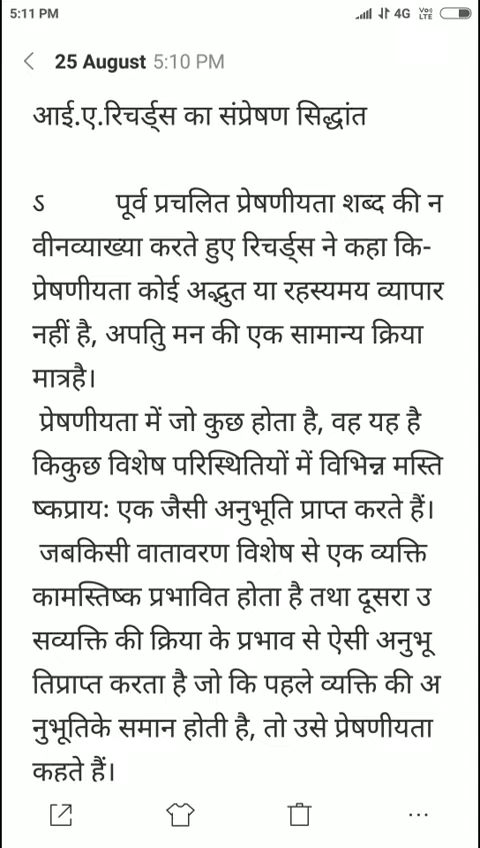 5:11 PM 4G Vo) LTE
25 August 5:10 PM
आई.ए.रिचर्ड्स का संप्रेषण सिद्धांत
ऽ पूर्व प्रचलित प्रेषणीयता शब्द की न
वीनव्याख्या करते हुए रिचर्ड्स ने कहा कि-
प्रेषणीयता कोई अद्भुत या रहस्यमय व्यापार
नहीं है, अपतिु मन की एक सामान्य क्रिया
मात्रहै।
प्रेषणीयता में जो कुछ होता है, वह यह है
किकुछ विशेष परिस्थितियों में विभिन्न मस्ति
ष्कप्रायः एक जैसी अनुभूति प्राप्त करते हैं।
जबकिसी वातावरण विशेष से एक व्यक्ति
कामस्तिष्क प्रभावित होता है तथा दूसरा उ
सव्यक्ति की क्रिया के प्रभाव से ऐसी अनुभू
तिप्राप्त करता है जो कि पहले व्यक्ति की अ
नुभूतिके समान होती है, तो उसे प्रेषणीयता
कहते हैं।